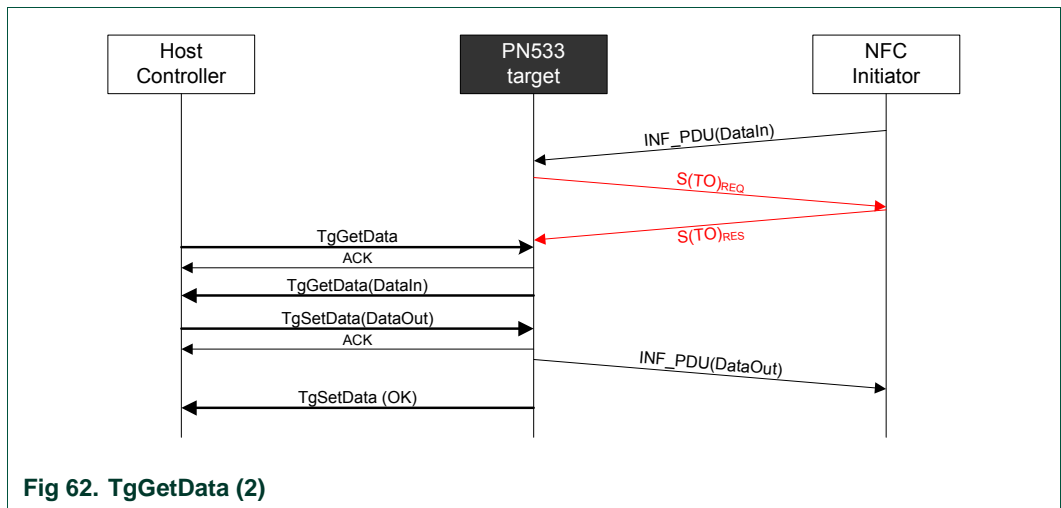 Host
Controller
PN533
target
NFC
Initiator
INF_PDU(DataIn)
S(TO)REQ
S(TO)RES
TgGetData
ACK
TgGetData(DataIn)
TgSetData(DataOut)
ACK
INF_PDU(DataOut)
TgSetData (OK)
Fig 62. TgGetData (2)